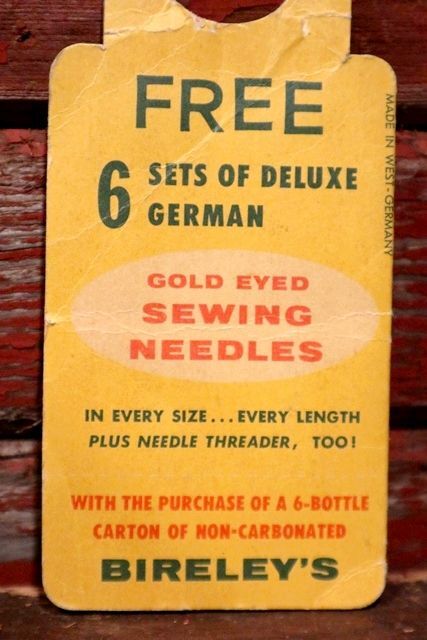 FREE
6 SETS OF DELUXE
GERMAN
GOLD EYED
SEWING
NEEDLES
IN EVERY SIZE...EVERY LENGTH
PLUS NEEDLE THREADER, TOO!
WITH THE PURCHASE OF A 6-BOTTLE
CARTON OF NON-CARBONATED
BIRELEY'S
MADE IN WEST-GERMANY